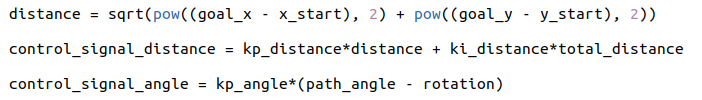 distance = sqrt(pow((goal_x - x_start), 2) + pow((goal_y - y_start), 2))
control_signal_distance = kp_distance*distance + ki_distance*total_distance
control_signal_angle = kp_angle*(path_angle - rotation)